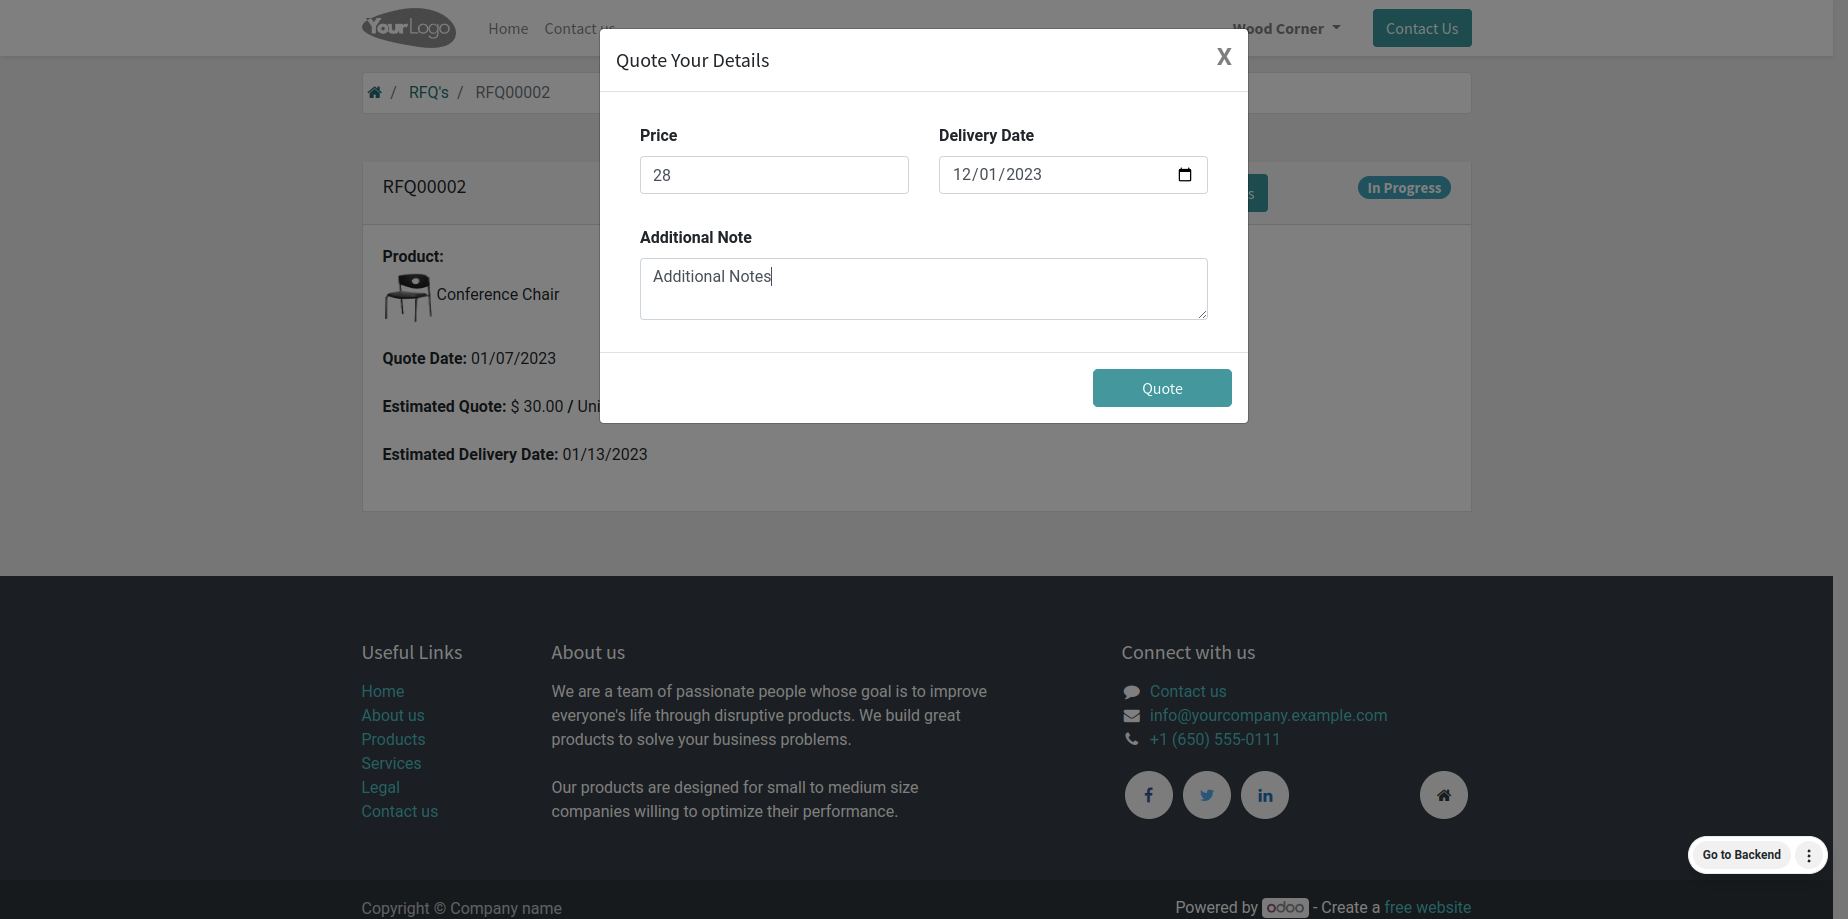 YourLogo
Home
Contact us
Wood Corner
Contact Us
Quote Your Details
X
/ RFQ's / RFQ00002
Price
Delivery Date
28
12/01/2023
RFQ00002
s
In Progress
Additional Note
Additional Notes
Product:
Conference Chair
Quote Date: 01/07/2023
Quote
Estimated Quote: $ 30.00 / Uni
Estimated Delivery Date: 01/13/2023
Useful Links
Home
About us
Products
Services
Legal
Contact us
About us
We are a team of passionate people whose goal is to improve
everyone's life through disruptive products. We build great
products to solve your business problems.
Our products are designed for small to medium size
companies willing to optimize their performance.
Connect with us
Contact us
info@yourcompany.example.com
+1 (650) 555-0111
Go to Backend
Copyright © Company name
Powered by odoo - Create a free website